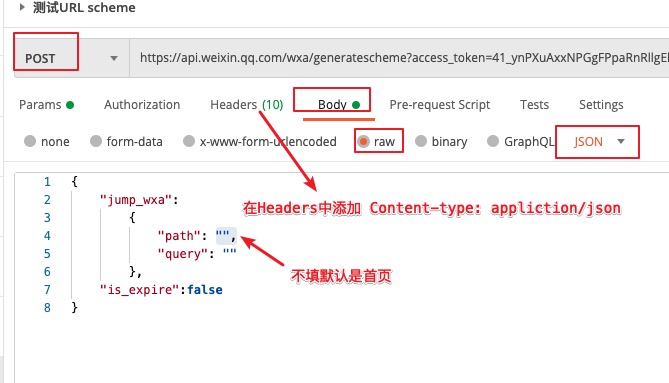 测试URL scheme
POST
https://api.weixin.qq.com/wxa/generatescheme?access_token=41_ynPXuAxxNPGgFPpaRnRllgEl
Params
Authorization
Headers (10)
Body
Pre-request Script
Tests
Settings
none
form-data
x-www-form-urlencoded
raw
binary
GraphQL
JSON
1 {
2 "jump_wxa":
3 {
在Headers中添加 Content-type: appliction/json
4 "path": "",
5 "query": ""
6 },
不填默认是首页
7 "is_expire":false
8 }